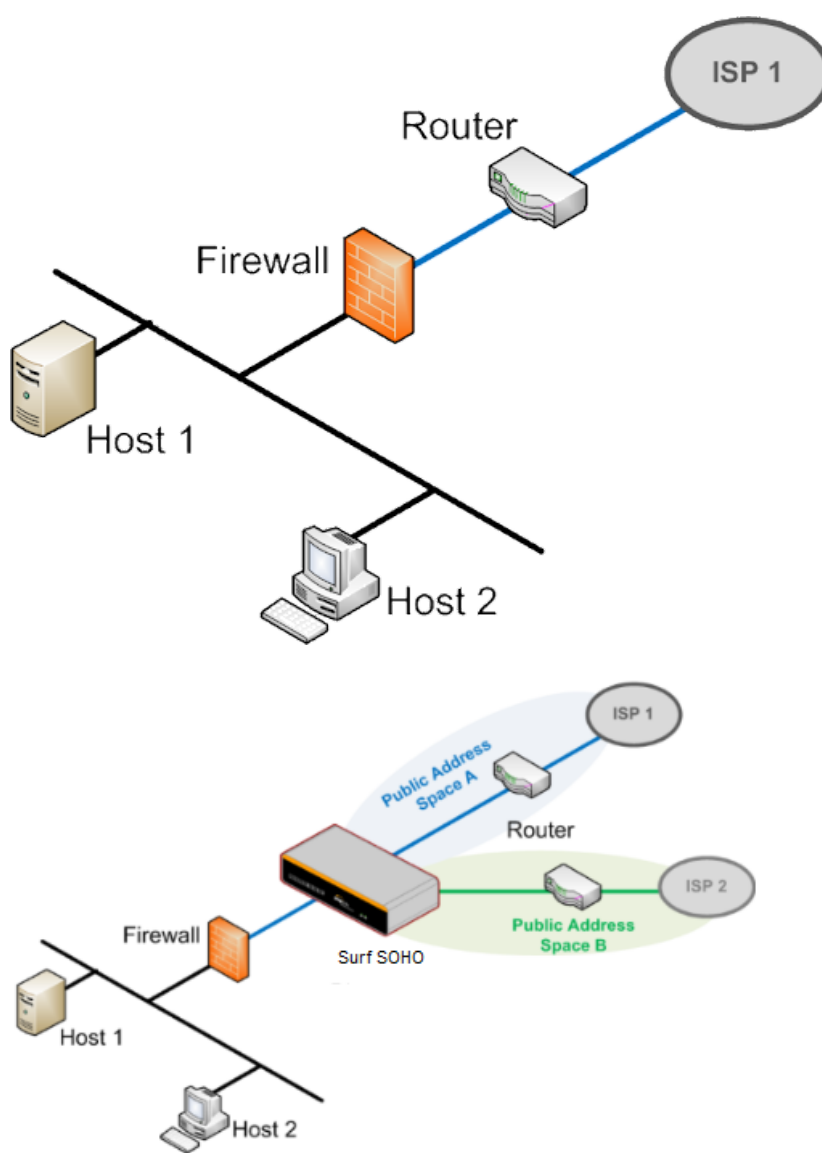 ISP 1
Router
Firewall
Host 1
Host 2
ISP 1
Public Address
Space A
Router
ISP 2
Public Address
Space B
Firewall
Surf SOHO
Host 1
Host 2